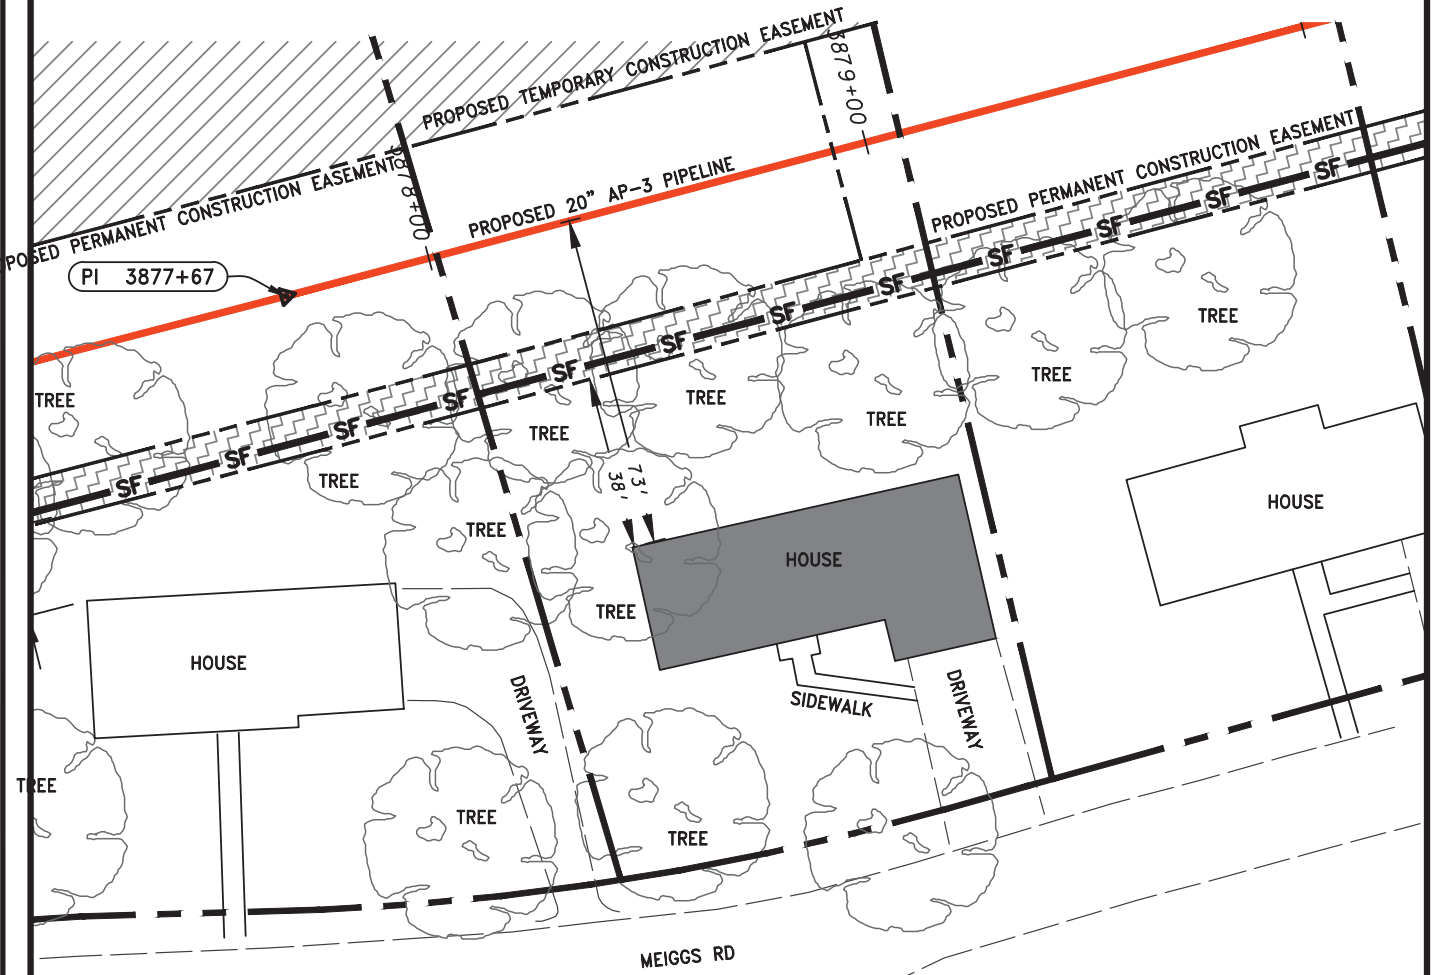 PROPOSED TEMPORARY CONSTRUCTION EASEMENT
3879+00
POSED PERMANENT CONSTRUCTION EASEMENT
3878+00
PROPOSED 20" AP-3 PIPELINE
PROPOSED PERMANENT CONSTRUCTION EASEMENT
PI 3877+67
SF
SF
SF
SF
SF
SF
SF
SF
SF
SF
SF
SF
TREE
TREE
TREE
TREE
TREE
TREE
TREE
TREE
TREE
73'
38'
HOUSE
HOUSE
HOUSE
SIDEWALK
DRIVEWAY
DRIVEWAY
TREE
TREE
TREE
MEIGGS RD